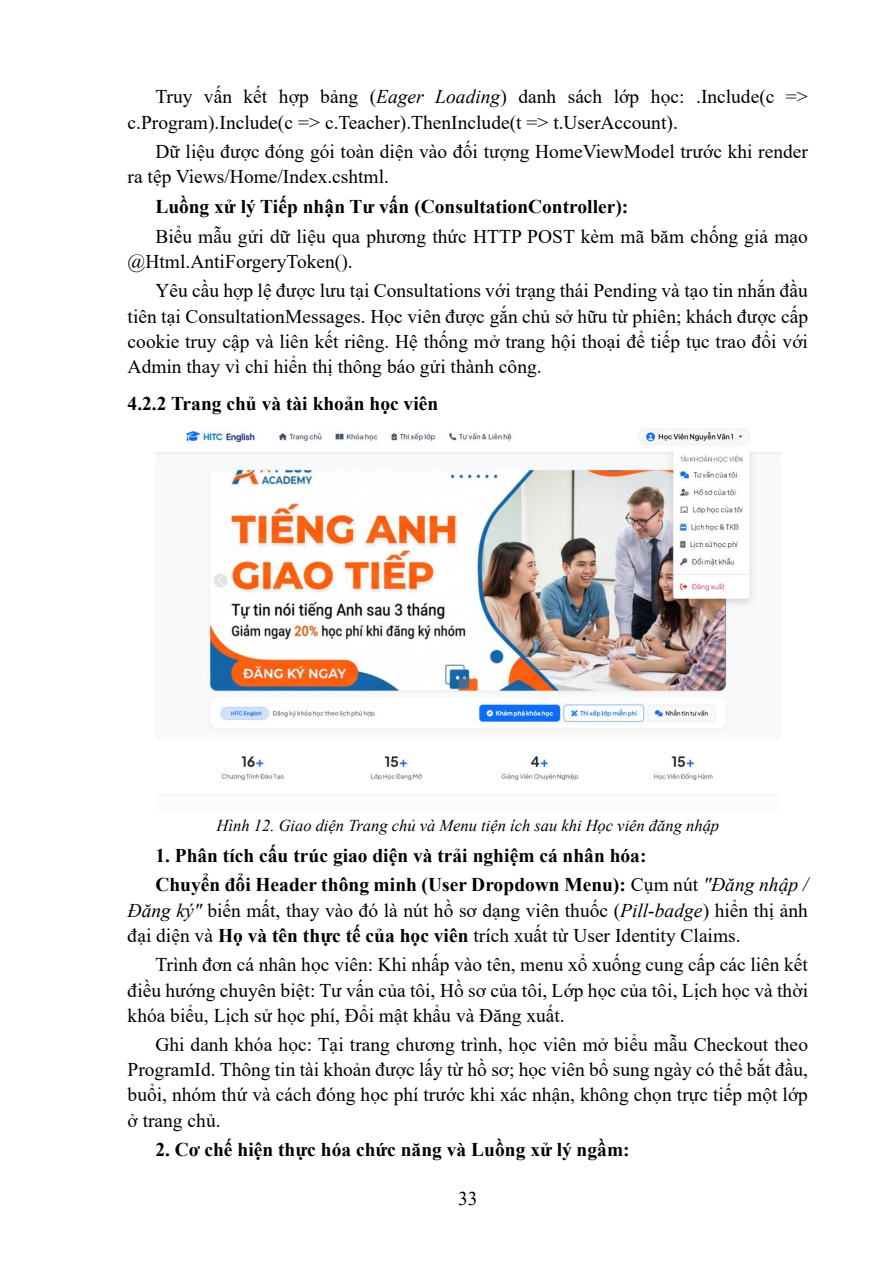 Truy vấn kết hợp bảng (Eager Loading) danh sách lớp học: .Include(c =>
c.Program).Include(c => c.Teacher).ThenInclude(t => t.UserAccount).
Dữ liệu được đóng gói toàn diện vào đối tượng HomeViewModel trước khi render
ra tệp Views/Home/Index.cshtml.
Luồng xử lý Tiếp nhận Tư vấn (ConsultationController):
Biểu mẫu gửi dữ liệu qua phương thức HTTP POST kèm mã băm chống giả mạo
@Html.AntiForgeryToken().
Yêu cầu hợp lệ được lưu tại Consultations với trạng thái Pending và tạo tin nhắn đầu
tiên tại ConsultationMessages. Học viên được gắn chủ sở hữu từ phiên; khách được cấp
cookie truy cập và liên kết riêng. Hệ thống mở trang hội thoại để tiếp tục trao đổi với
Admin thay vì chỉ hiển thị thông báo gửi thành công.
4.2.2 Trang chủ và tài khoản học viên
HITC English Trang chủ Khóa học Thi xếp lớp Tư vấn & Liên hệ Học Viên Nguyễn Văn 1
TÀI KHOẢN HỌC VIÊN
Tư vấn của tôi
Hồ sơ của tôi
Lớp học của tôi
Lịch học & TKB
Lịch sử học phí
Đổi mật khẩu
Đăng xuất
ACADEMY
TIẾNG ANH
GIAO TIẾP
Tự tin nói tiếng Anh sau 3 tháng
Giảm ngay 20% học phí khi đăng ký nhóm
ĐĂNG KÝ NGAY
HITC English Đăng ký khóa học theo lịch phù hợp Khám phá khóa học Thi xếp lớp miễn phí Nhắn tin tư vấn
16+ 15+ 4+ 15+
Chương Trình Đào Tạo Lớp Học Đang Mở Giảng Viên Chuyên Nghiệp Học Viên Đồng Hành
Hình 12. Giao diện Trang chủ và Menu tiện ích sau khi Học viên đăng nhập
1. Phân tích cấu trúc giao diện và trải nghiệm cá nhân hóa:
Chuyển đổi Header thông minh (User Dropdown Menu): Cụm nút "Đăng nhập /
Đăng ký" biến mất, thay vào đó là nút hồ sơ dạng viên thuốc (Pill-badge) hiển thị ảnh
đại diện và Họ và tên thực tế của học viên trích xuất từ User Identity Claims.
Trình đơn cá nhân học viên: Khi nhấp vào tên, menu xổ xuống cung cấp các liên kết
điều hướng chuyên biệt: Tư vấn của tôi, Hồ sơ của tôi, Lớp học của tôi, Lịch học và thời
khóa biểu, Lịch sử học phí, Đổi mật khẩu và Đăng xuất.
Ghi danh khóa học: Tại trang chương trình, học viên mở biểu mẫu Checkout theo
ProgramId. Thông tin tài khoản được lấy từ hồ sơ; học viên bổ sung ngày có thể bắt đầu,
buổi, nhóm thứ và cách đóng học phí trước khi xác nhận, không chọn trực tiếp một lớp
ở trang chủ.
2. Cơ chế hiện thực hóa chức năng và Luồng xử lý ngầm:
33